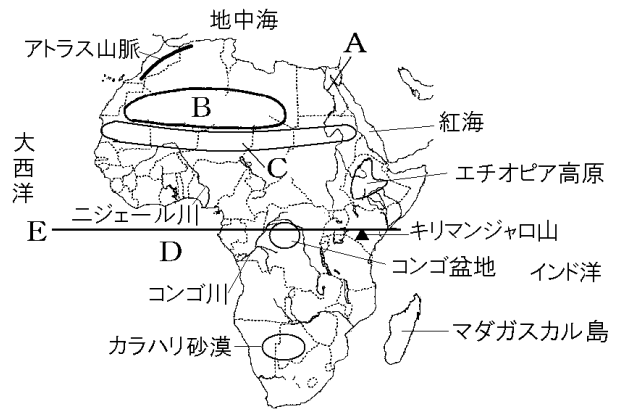 地中海
アトラス山脈
A
B
紅海
大西洋
C
エチオピア高原
ニジェール川
E
D
キリマンジャロ山
コンゴ盆地
インド洋
コンゴ川
マダガスカル島
カラハリ砂漠